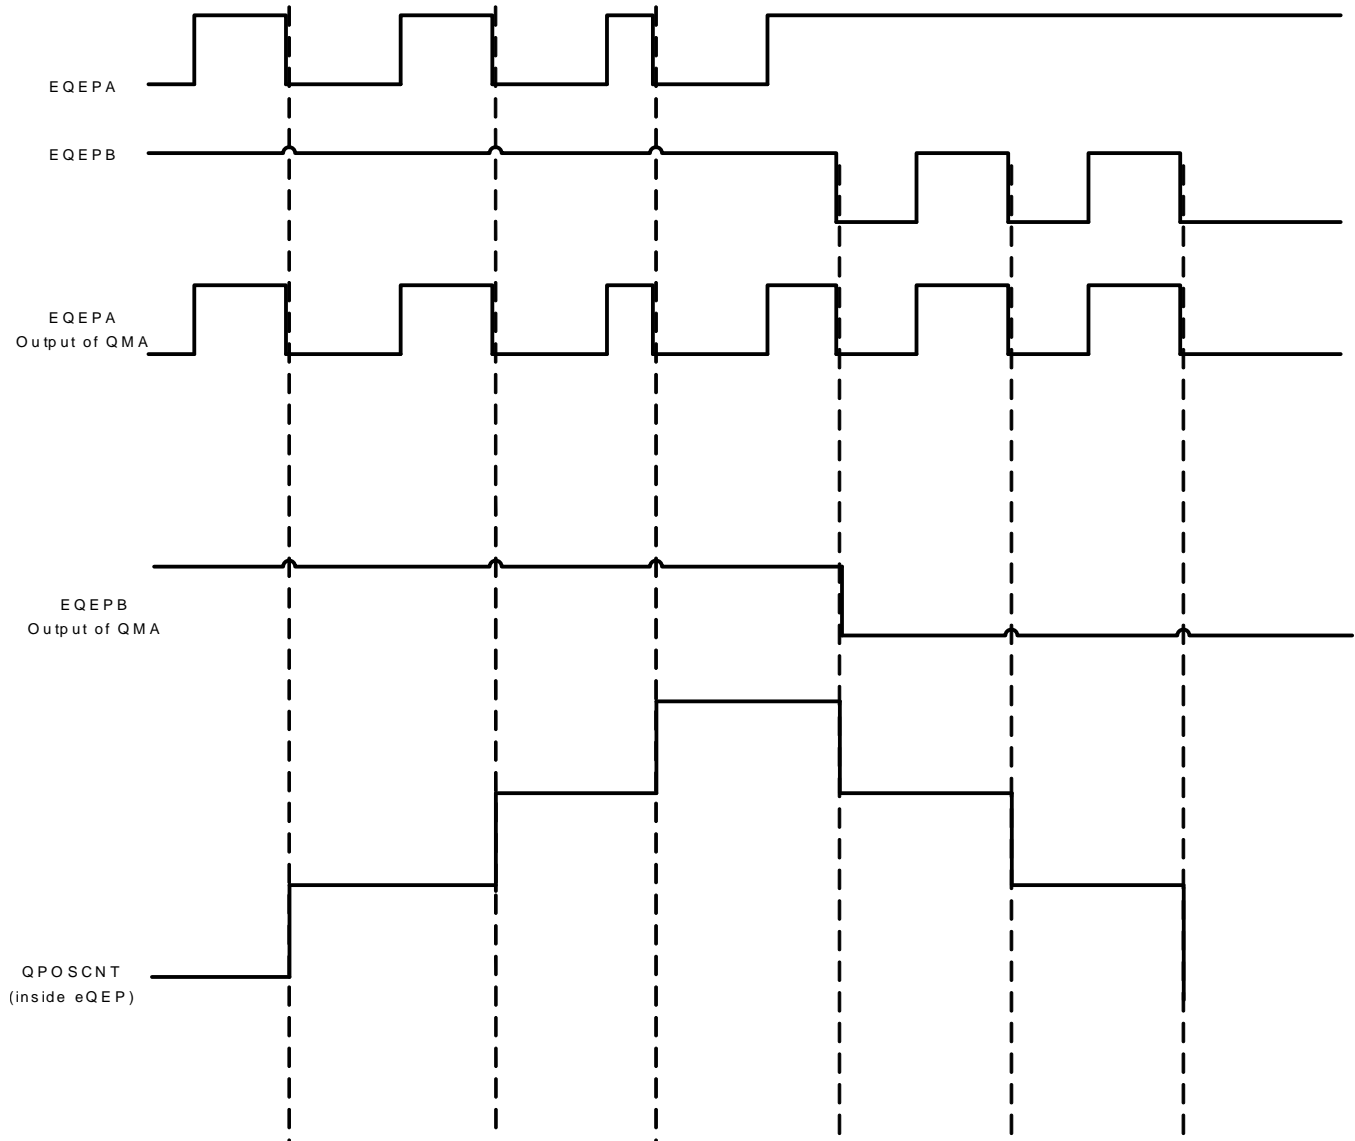 EQEPA
EQEPB
EQEPA
Output of QMA
EQEPB
Output of QMA
QPOSCNT
(inside eQEP)